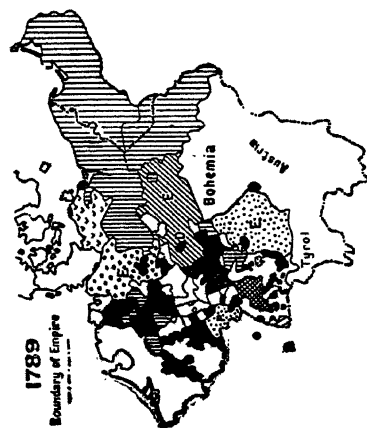 1789
Boundary of Empire
Bohemia
Austria
Tyrol
E.
E.
E.